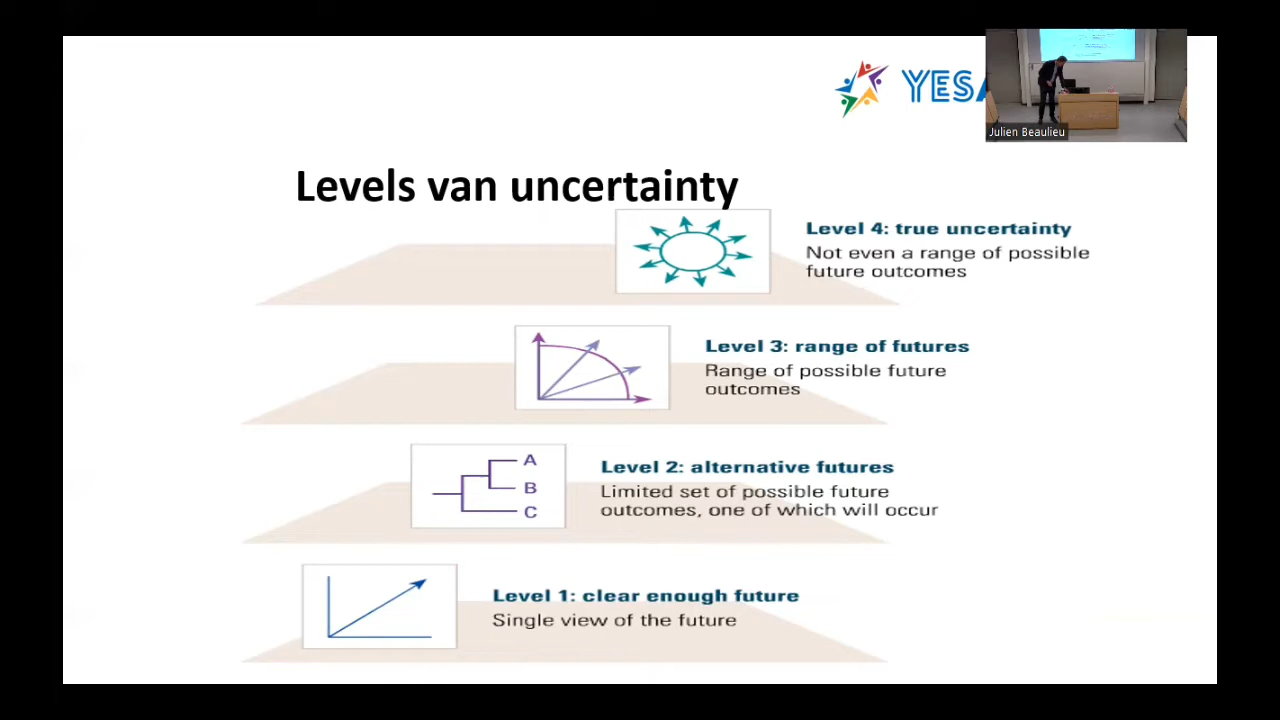 YESA
Julien Beaulieu
Levels van uncertainty
Level 4: true uncertainty
Not even a range of possible
future outcomes
Level 3: range of futures
Range of possible future
outcomes
A
B
C
Level 2: alternative futures
Limited set of possible future
outcomes, one of which will occur
Level 1: clear enough future
Single view of the future